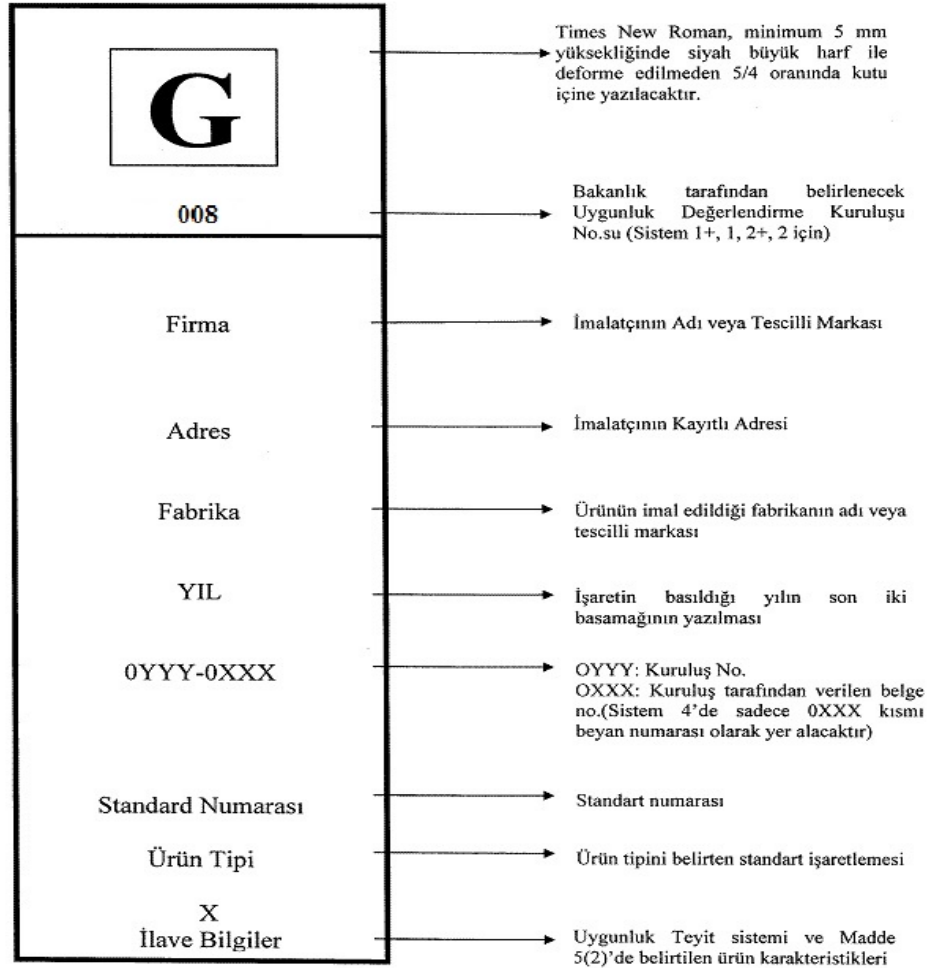 G
Times New Roman, minimum 5 mm
yüksekliğinde siyah büyük harf ile
deforme edilmeden 5/4 oranında kutu
içine yazılacaktır.
008
Bakanlık tarafından belirlenecek
Uygunluk Değerlendirme Kuruluşu
No.su (Sistem 1+, 1, 2+, 2 için)
Firma
İmalatçının Adı veya Tescilli Markası
Adres
İmalatçının Kayıtlı Adresi
Fabrika
Ürünün imal edildiği fabrikanın adı veya
tescilli markası
YIL
İşaretin basıldığı yılın son iki
basamağının yazılması
0YYY-0XXX
OYYY: Kuruluş No.
OXXX: Kuruluş tarafından verilen belge
no.(Sistem 4’de sadece 0XXX kısmı
beyan numarası olarak yer alacaktır)
Standard Numarası
Standart numarası
Ürün Tipi
Ürün tipini belirten standart işaretlemesi
X
İlave Bilgiler
Uygunluk Teyit sistemi ve Madde
5(2)’de belirtilen ürün karakteristikleri